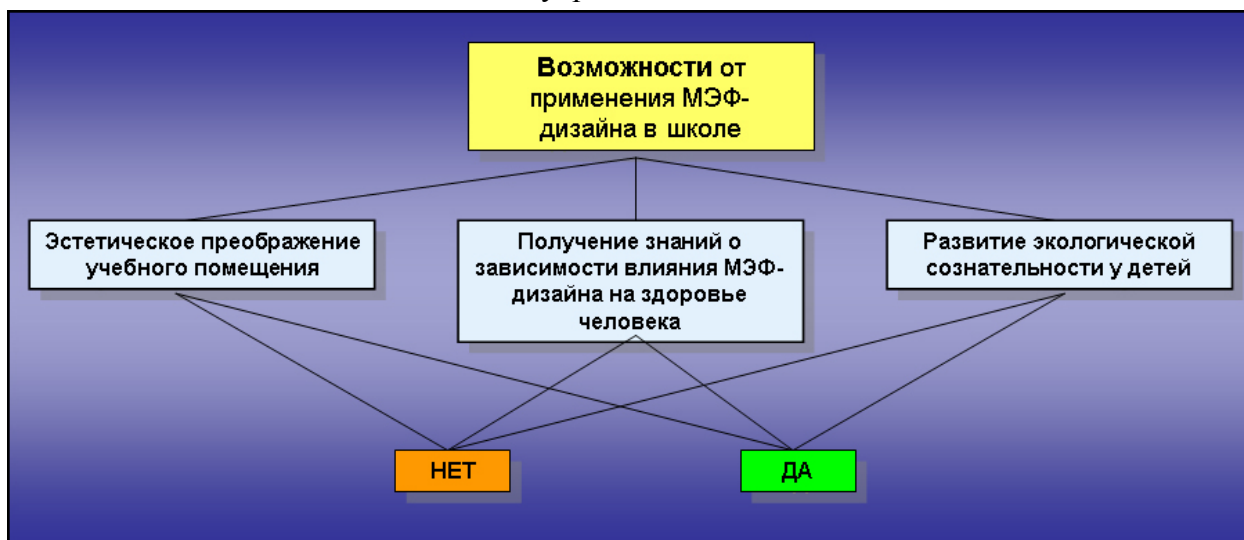 Возможности от
применения МЭФ-
дизайна в школе
Эстетическое преображение
учебного помещения
Получение знаний о
зависимости влияния МЭФ-
дизайна на здоровье
человека
Развитие экологической
сознательности у детей
НЕТ
ДА